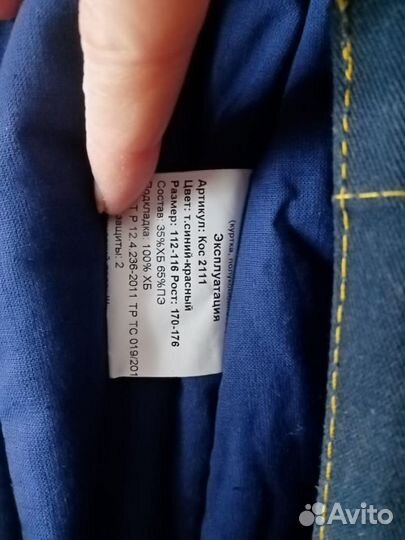 (куртка,
Эксплуатация
Артикул: Кос 2111
Цвет: т.синий-красный
Размер: 112-116 Рост: 170-176
Состав: 35%ХБ 65%ПЭ
Подкладка: 100% ХБ
Т Р 12.4.236-2011 ТР ТС 019/201
защиты: 2
Avito